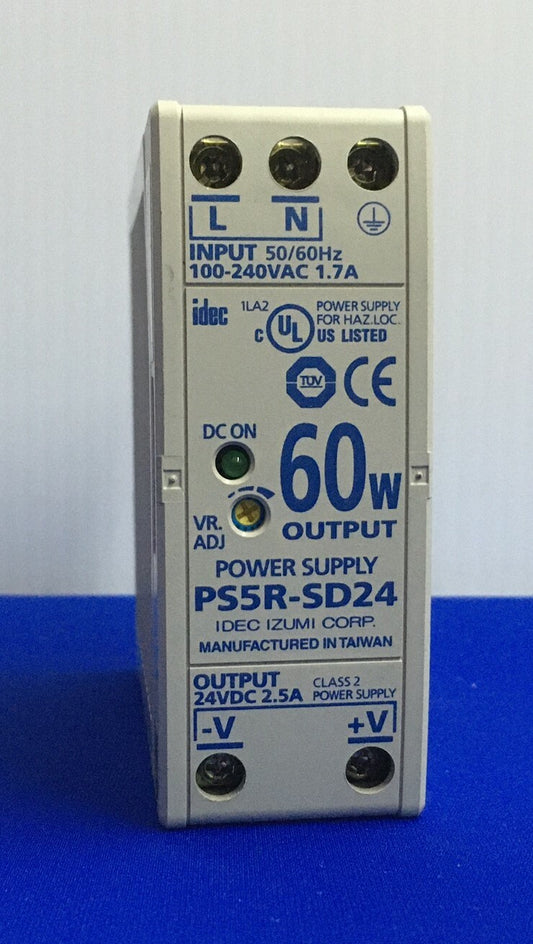 L N
INPUT 50/60Hz
100-240VAC 1.7A
idec
1LA2
C UL US LISTED
POWER SUPPLY
FOR HAZ.LOC.
TUV CE
DC ON
60W
OUTPUT
VR.
ADJ
POWER SUPPLY
PS5R-SD24
IDEC IZUMI CORP.
MANUFACTURED IN TAIWAN
OUTPUT
24VDC 2.5A
CLASS 2
POWER SUPPLY
-V +V